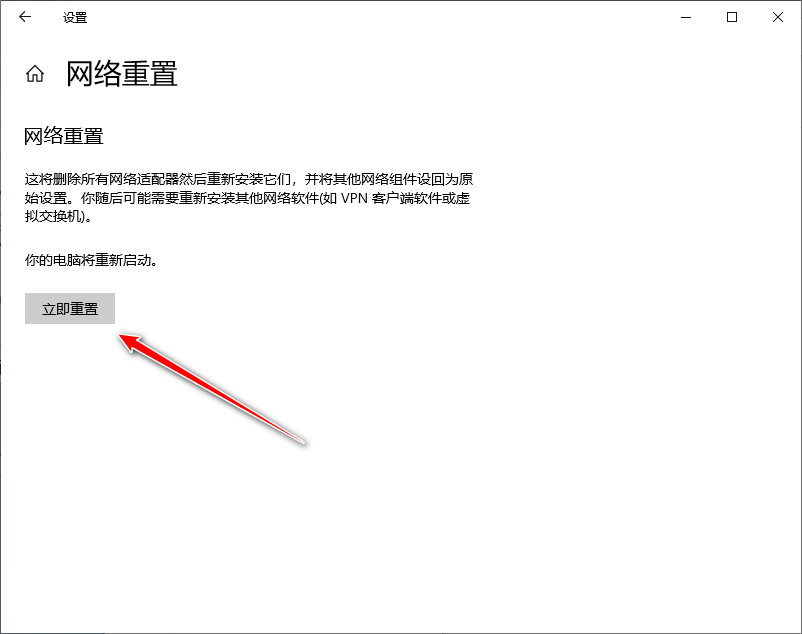 设置
网络重置
网络重置
这将删除所有网络适配器然后重新安装它们，并将其他网络组件设回为原
始设置。你随后可能需要重新安装其他网络软件(如 VPN 客户端软件或虚
拟交换机)。
你的电脑将重新启动。
立即重置